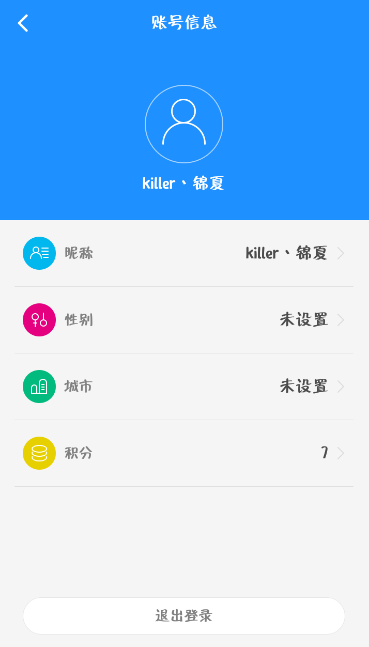 账号信息
killer、锦夏
昵称 killer、锦夏
性别 未设置
城市 未设置
积分 7
退出登录